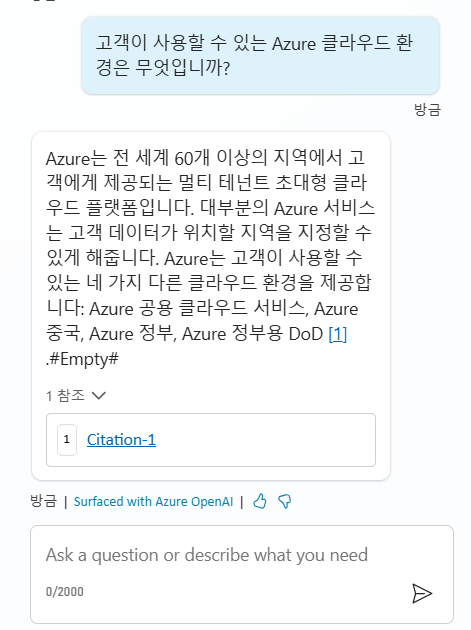 고객이 사용할 수 있는 Azure 클라우드 환
경은 무엇입니까?
방금
Azure는 전 세계 60개 이상의 지역에서 고
객에게 제공되는 멀티 테넌트 초대형 클라
우드 플랫폼입니다. 대부분의 Azure 서비스
는 고객 데이터가 위치할 지역을 지정할 수
있게 해줍니다. Azure는 고객이 사용할 수
있는 네 가지 다른 클라우드 환경을 제공합
니다: Azure 공용 클라우드 서비스, Azure
중국, Azure 정부, Azure 정부용 DoD [1]
.#Empty#
1 참조
1 Citation-1
방금 | Surfaced with Azure OpenAI |
Ask a question or describe what you need
0/2000